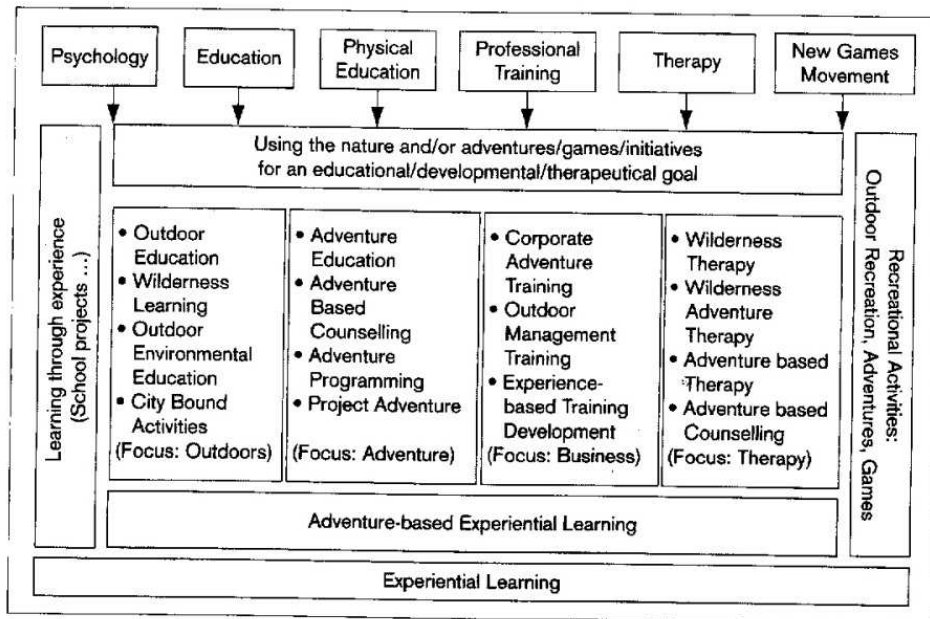 Psychology
Education
Physical
Education
Professional
Training
Therapy
New Games
Movement
Learning through experience
(School projects ...)
Using the nature and/or adventures/games/initiatives
for an educational/developmental/therapeutical goal
• Outdoor
Education
• Wilderness
Learning
• Outdoor
Environmental
Education
• City Bound
Activities
(Focus: Outdoors)
• Adventure
Education
• Adventure
Based
Counselling
• Adventure
Programming
• Project Adventure
(Focus: Adventure)
• Corporate
Adventure
Training
• Outdoor
Management
Training
• Experience-
based Training
Development
(Focus: Business)
• Wilderness
Therapy
• Wilderness
Adventure
Therapy
• Adventure based
Therapy
• Adventure based
Counselling
(Focus: Therapy)
Recreational Activities:
Outdoor Recreation, Adventures, Games
Adventure-based Experiential Learning
Experiential Learning